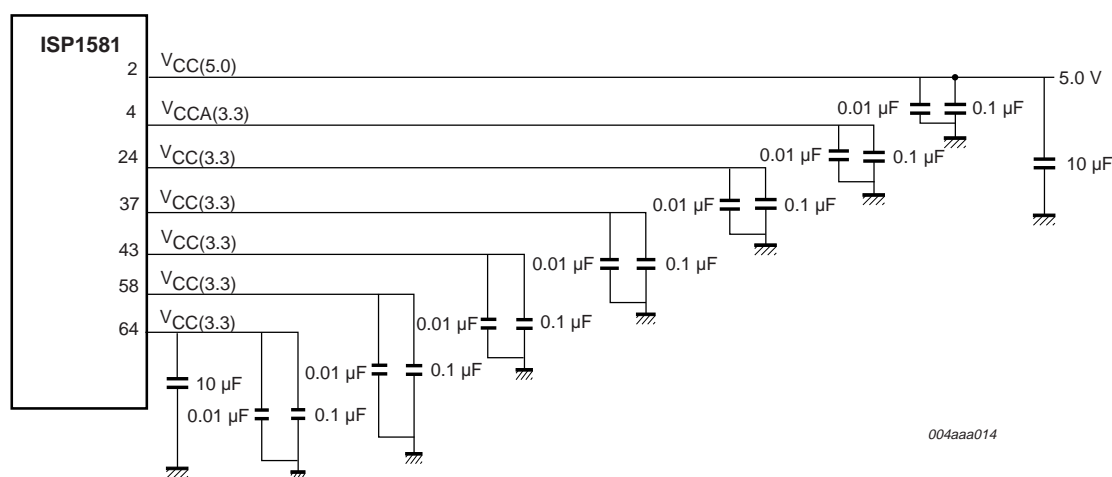 ISP1581
2 VCC(5.0) 5.0 V
0.01 µF 0.1 µF
4 VCCA(3.3)
0.01 µF 0.1 µF
10 µF
24 VCC(3.3)
0.01 µF 0.1 µF
37 VCC(3.3)
0.01 µF 0.1 µF
43 VCC(3.3)
0.01 µF 0.1 µF
58 VCC(3.3)
0.01 µF 0.1 µF
64 VCC(3.3)
10 µF
0.01 µF 0.1 µF
004aaa014